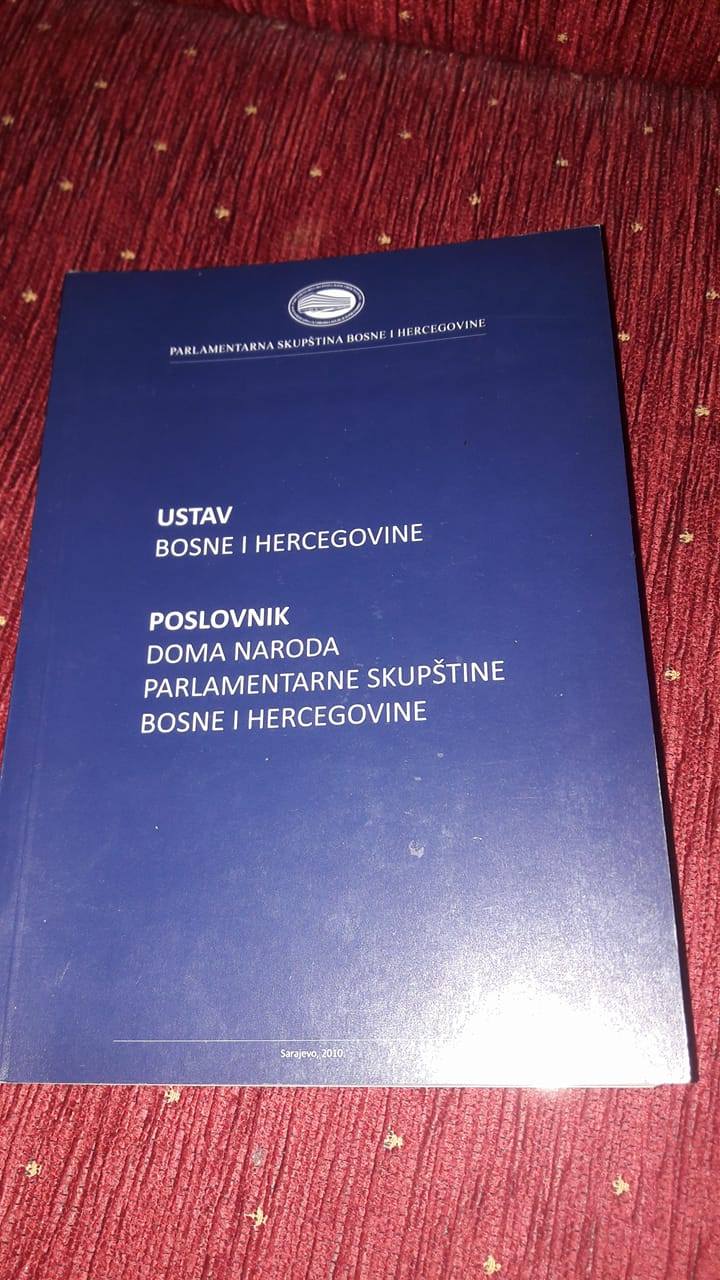 PARLAMENTARNA SKUPŠTINA BOSNE I HERCEGOVINE
USTAV
BOSNE I HERCEGOVINE
POSLOVNIK
DOMA NARODA
PARLAMENTARNE SKUPŠTINE
BOSNE I HERCEGOVINE
Sarajevo, 2010.